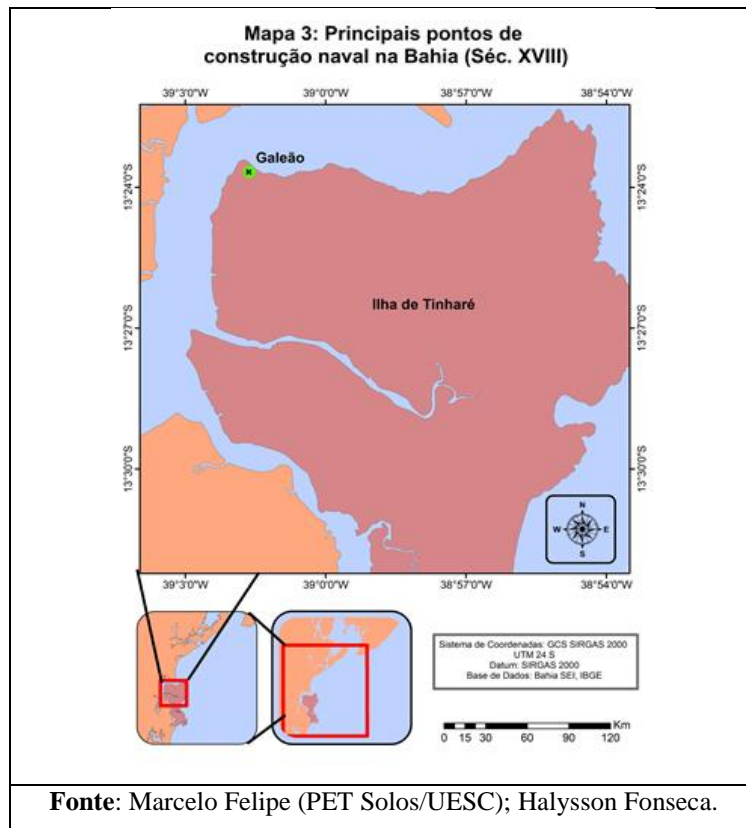 Mapa 3: Principais pontos de
construção naval na Bahia (Séc. XVIII)
39°3'0"W 39°0'0"W 38°57'0"W 38°54'0"W
Galeão
13°24'0"S 13°24'0"S
Ilha de Tinharé
13°27'0"S 13°27'0"S
13°30'0"S 13°30'0"S
N
W E
S
39°3'0"W 39°0'0"W 38°57'0"W 38°54'0"W
Sistema de Coordenadas: GCS SIRGAS 2000
UTM 24 S
Datum: SIRGAS 2000
Base de Dados: Bahia SEI, IBGE
Km
0 15 30 60 90 120
Fonte: Marcelo Felipe (PET Solos/UESC); Halysson Fonseca.